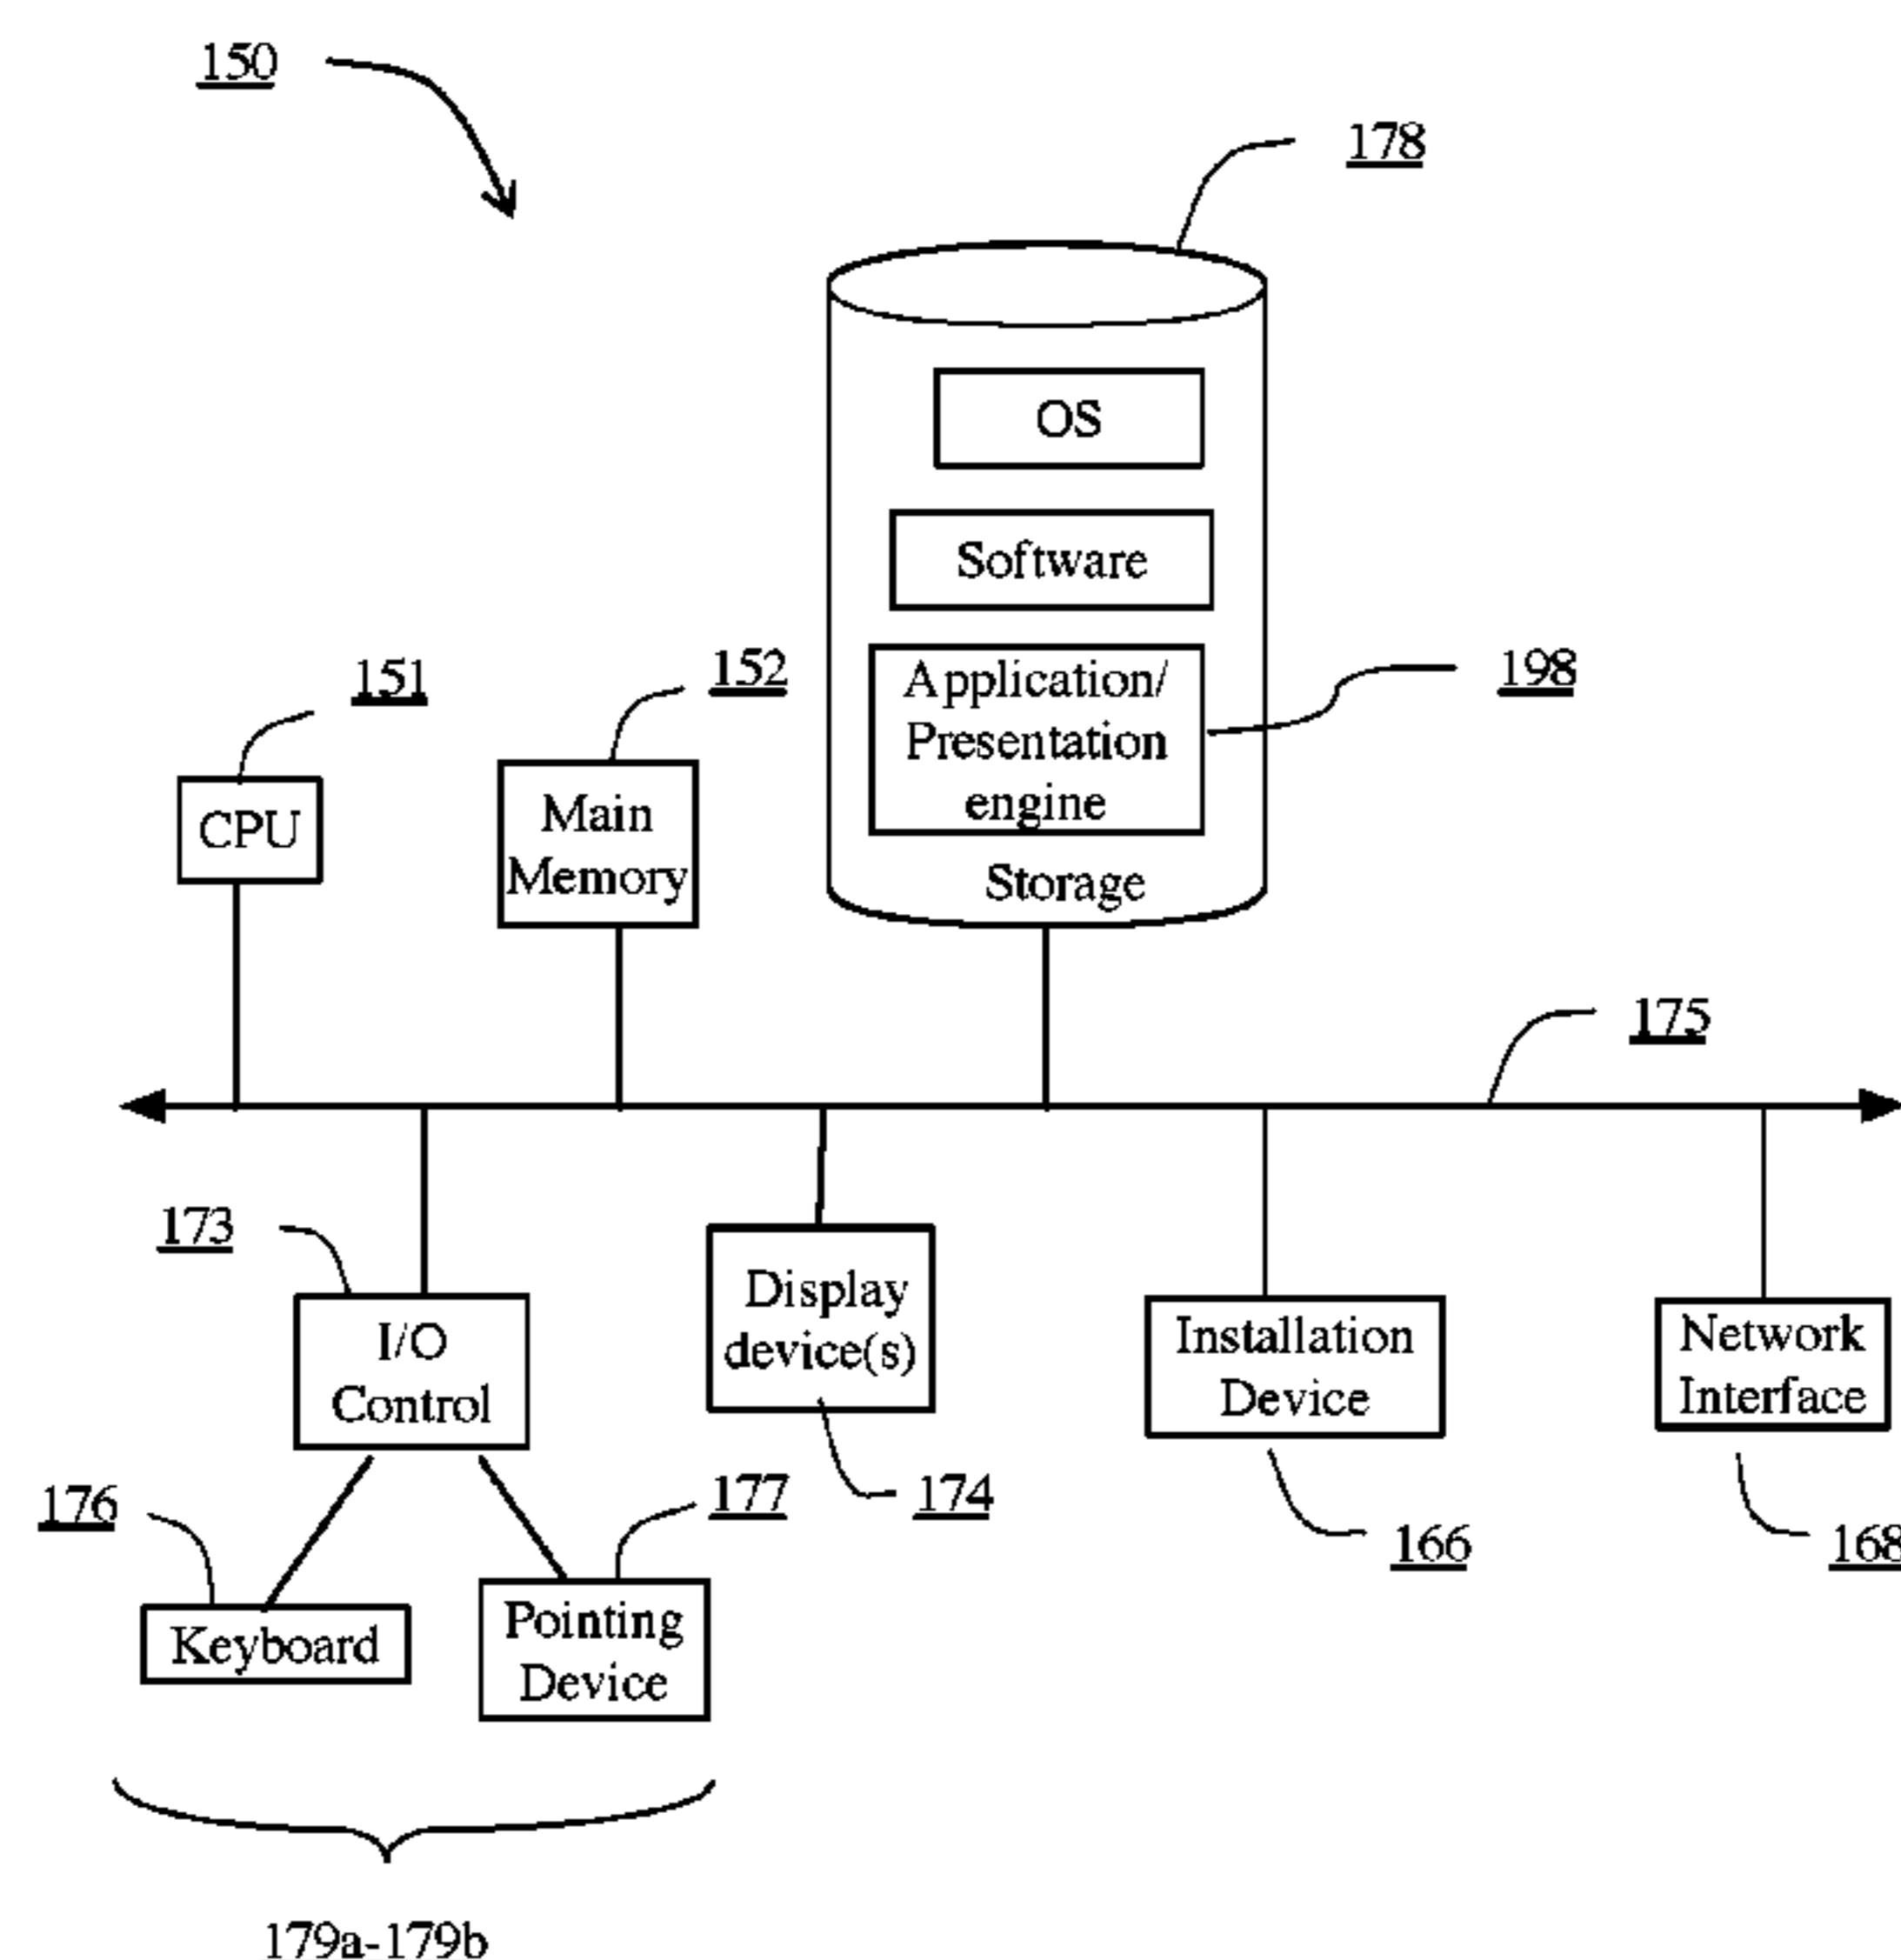 150
178
OS
Software
151
152
Application/
Presentation
engine
198
CPU
Main
Memory
Storage
175
173
I/O
Control
Display
device(s)
Installation
Device
Network
Interface
176
177
174
166
168
Keyboard
Pointing
Device
179a-179b